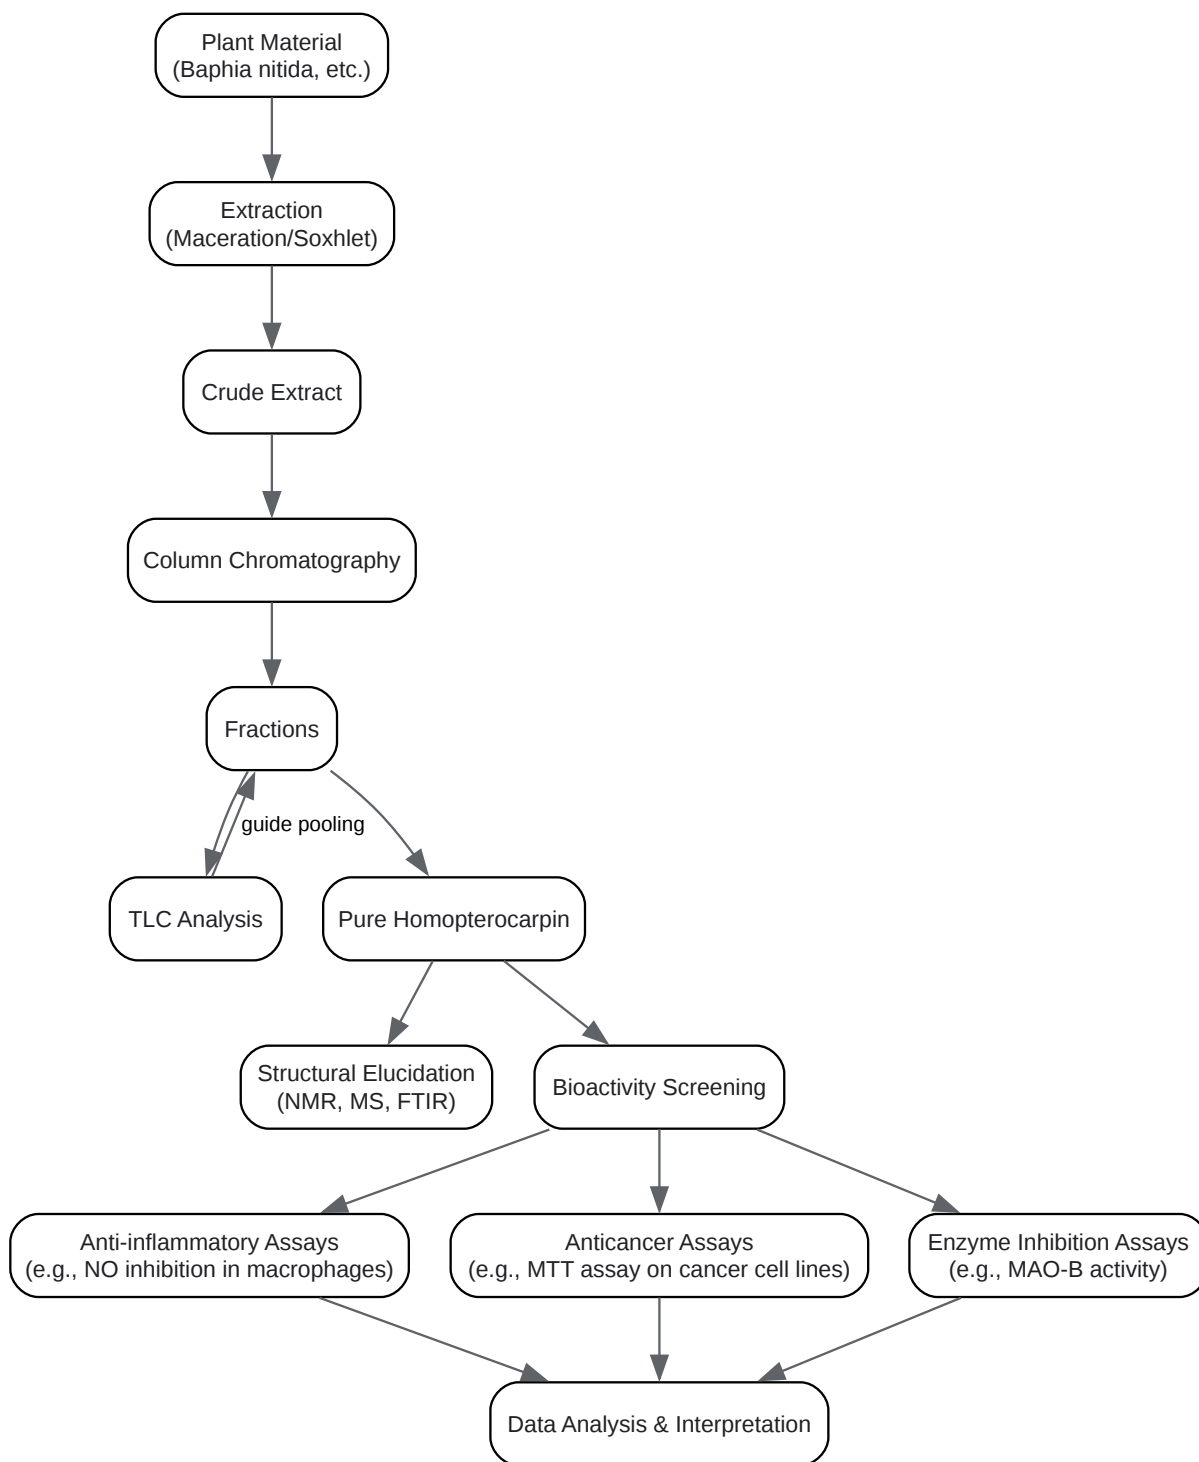 Plant Material
(Baphia nitida, etc.)
Extraction
(Maceration/Soxhlet)
Crude Extract
Column Chromatography
Fractions
guide pooling
TLC Analysis
Pure Homopterocarpin
Structural Elucidation
(NMR, MS, FTIR)
Bioactivity Screening
Anti-inflammatory Assays
(e.g., NO inhibition in macrophages)
Anticancer Assays
(e.g., MTT assay on cancer cell lines)
Enzyme Inhibition Assays
(e.g., MAO-B activity)
Data Analysis & Interpretation